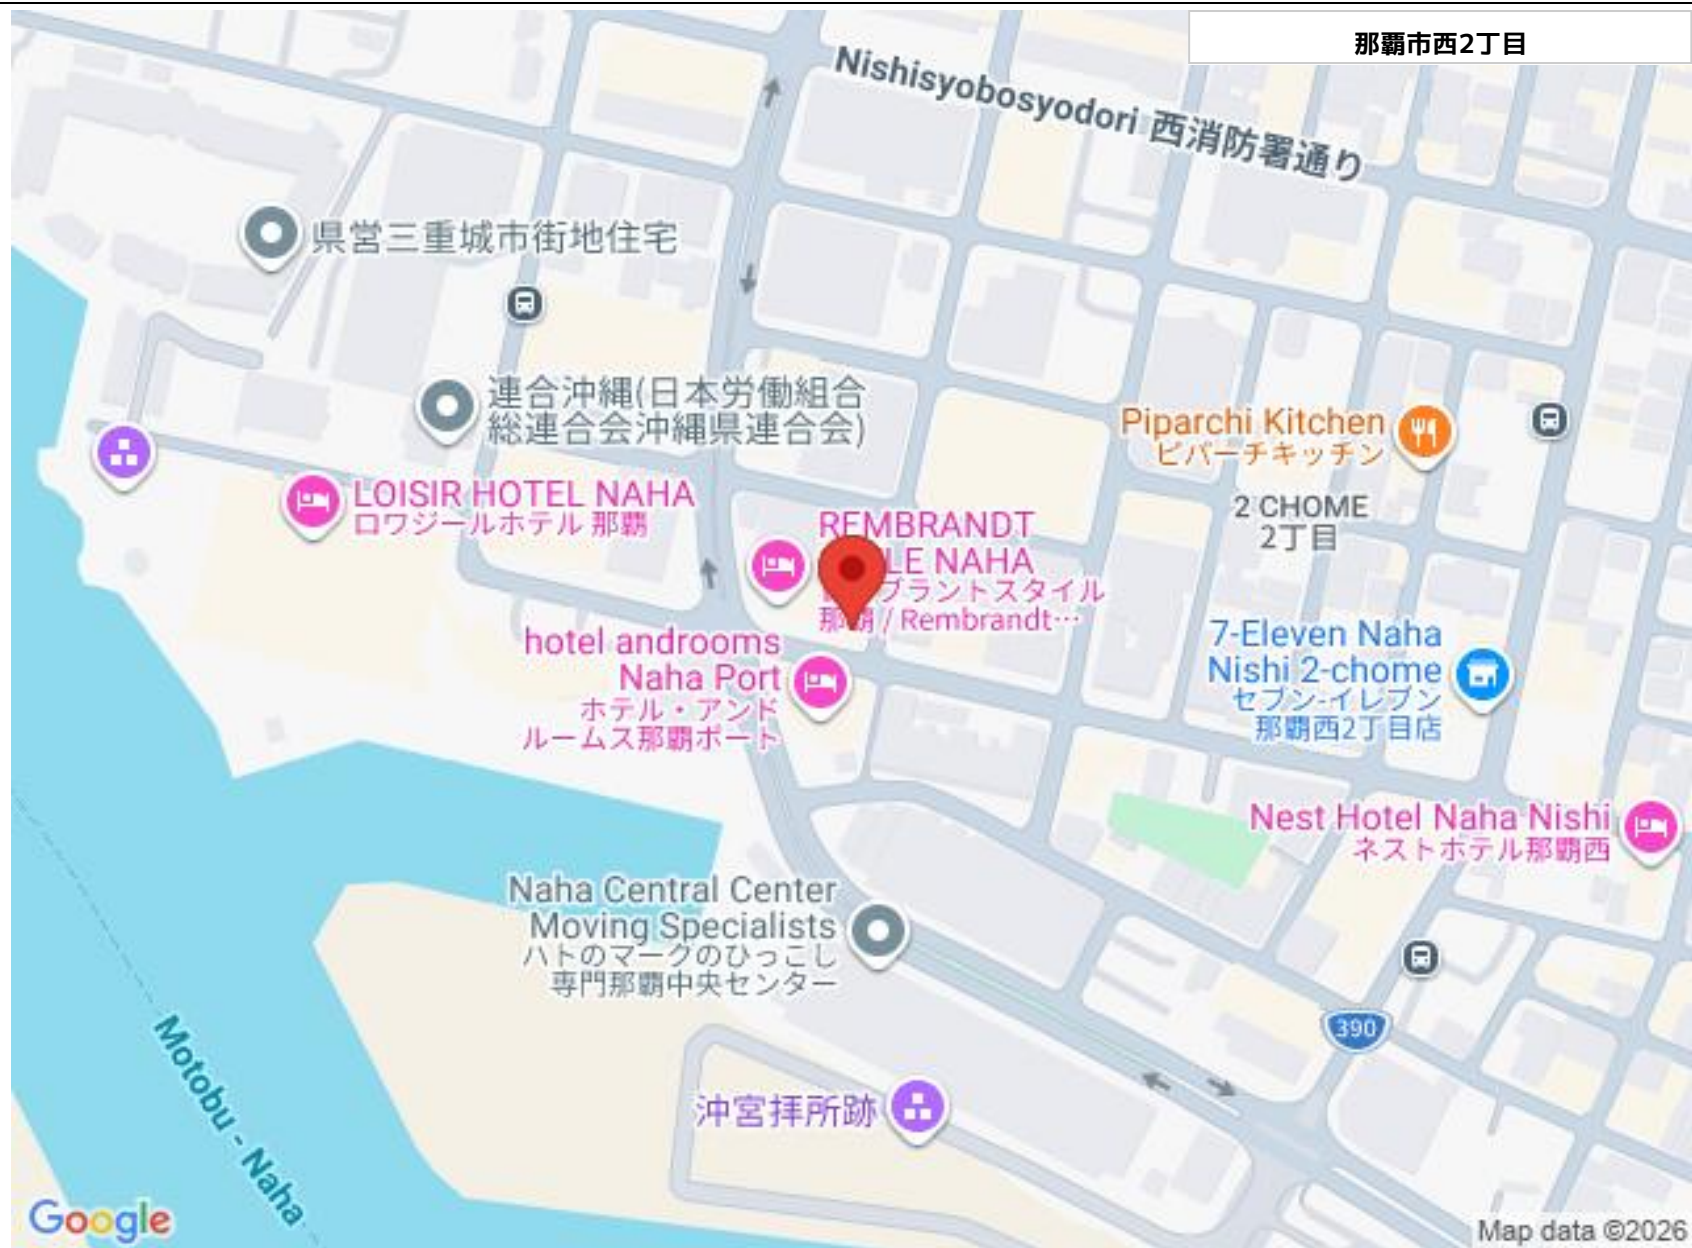 那覇市西2丁目
Nishisyobosyodori 西消防署通り
県営三重城市街地住宅
連合沖縄(日本労働組合
総連合会沖縄県連合会)
Piparchi Kitchen
ピパーチキッチン
LOISIR HOTEL NAHA
ロワジールホテル 那覇
2 CHOME
2丁目
REMBRANDT
LE NAHA
ブラントスタイル
那覇 / Rembrandt…
hotel androoms
Naha Port
ホテル・アンド
ルームス那覇ポート
7-Eleven Naha
Nishi 2-chome
セブン-イレブン
那覇西2丁目店
Nest Hotel Naha Nishi
ネストホテル那覇西
Naha Central Center
Moving Specialists
ハトのマークのひっこし
専門那覇中央センター
390
Motobu - Naha
沖宮拝所跡
Google
Map data ©2026